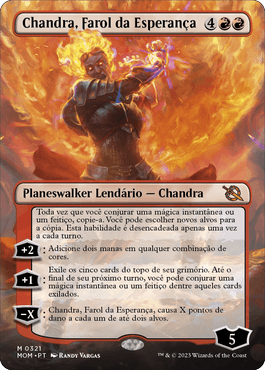 Chandra, Farol da Esperança 4
Planeswalker Lendário — Chandra
Toda vez que você conjurar uma mágica instantânea ou
um feitiço, copie-a. Você pode escolher novos alvos para
a cópia. Esta habilidade é desencadeada apenas uma vez
a cada turno.
+2: Adicione dois manas em qualquer combinação de
cores.
+1: Exile os cinco cards do topo de seu grimório. Até o
final de seu próximo turno, você pode conjurar uma
mágica instantânea ou um feitiço dentre aqueles cards
exilados.
−X: Chandra, Farol da Esperança, causa X pontos de
dano a cada um de até dois alvos.
5
M 0321
MOM • PT RANDY VARGAS
™ & © 2023 Wizards of the Coast